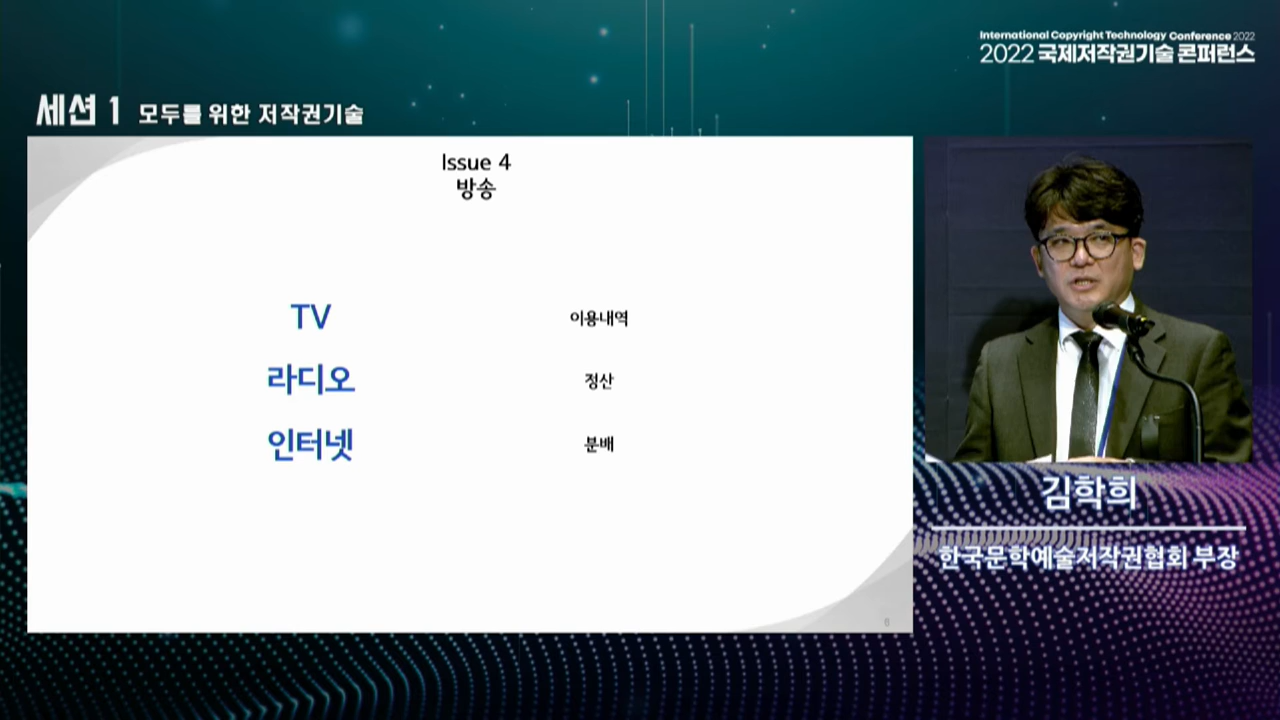 International Copyright Technology Conference 2022
2022 국제저작권기술 콘퍼런스
세션 1 모두를 위한 저작권기술
Issue 4
방송
TV
이용내역
라디오
정산
인터넷
분배
6
김학희
한국문학예술저작권협회 부장